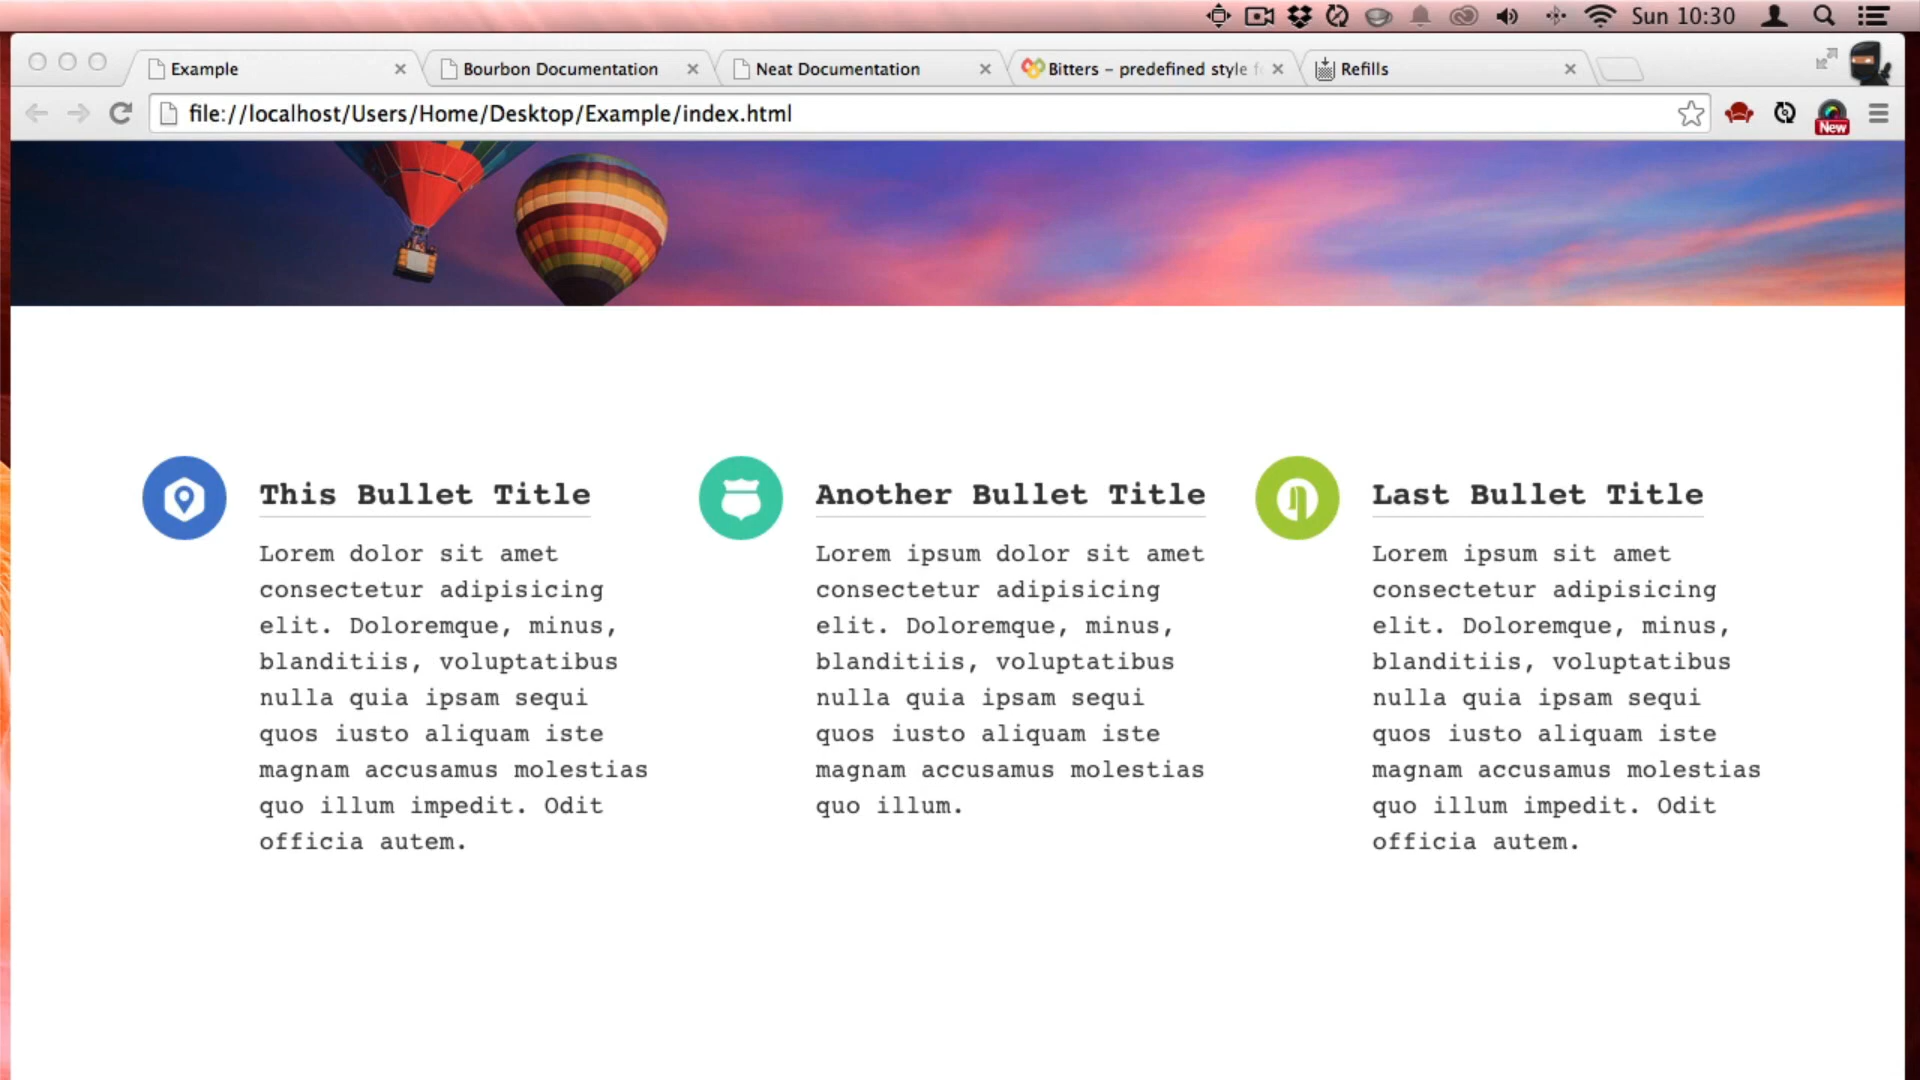 Sun 10:30
Example
Bourbon Documentation
Neat Documentation
Bitters – predefined style f
Refills
file://localhost/Users/Home/Desktop/Example/index.html
New
This Bullet Title
Lorem dolor sit amet
consectetur adipisicing
elit. Doloremque, minus,
blanditiis, voluptatibus
nulla quia ipsam sequi
quos iusto aliquam iste
magnam accusamus molestias
quo illum impedit. Odit
officia autem.
Another Bullet Title
Lorem ipsum dolor sit amet
consectetur adipisicing
elit. Doloremque, minus,
blanditiis, voluptatibus
nulla quia ipsam sequi
quos iusto aliquam iste
magnam accusamus molestias
quo illum.
Last Bullet Title
Lorem ipsum sit amet
consectetur adipisicing
elit. Doloremque, minus,
blanditiis, voluptatibus
nulla quia ipsam sequi
quos iusto aliquam iste
magnam accusamus molestias
quo illum impedit. Odit
officia autem.